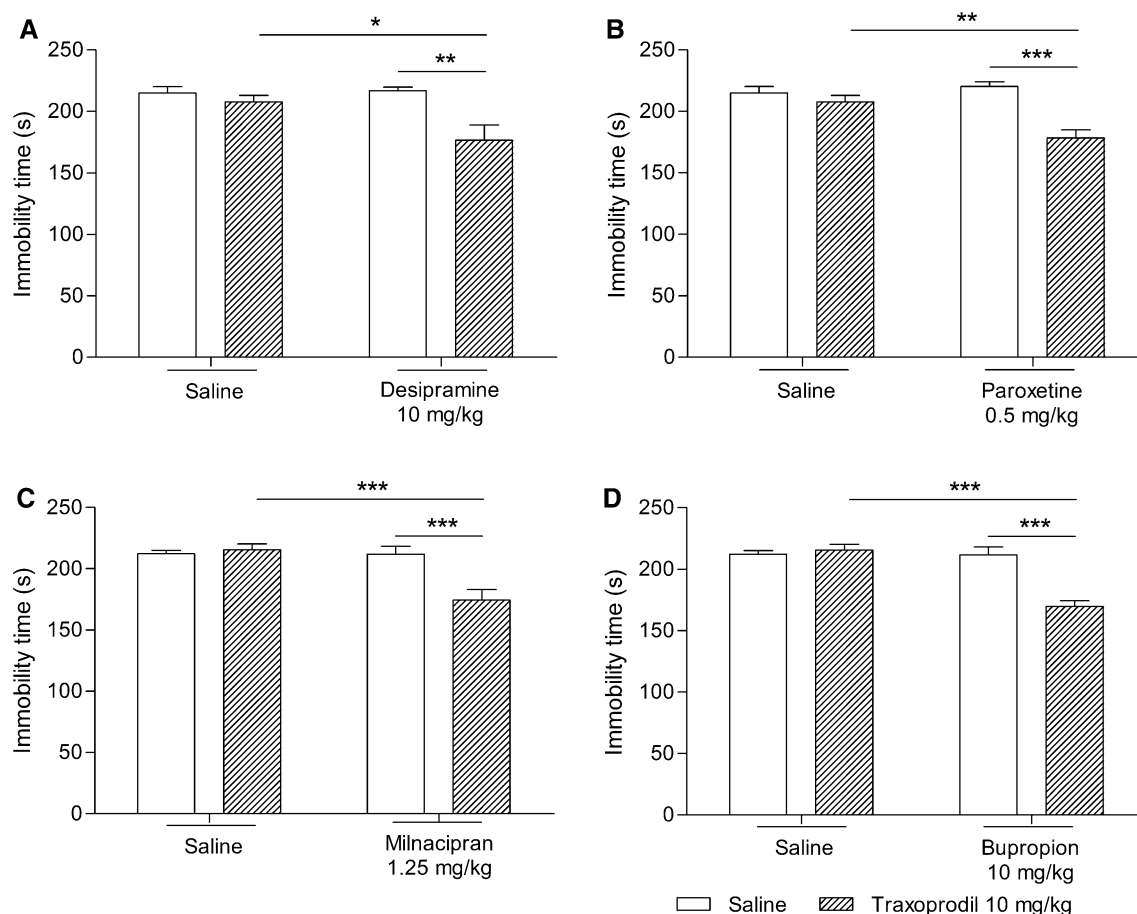 A
*
**
250
200
150
100
50
0
Immobility time (s)
Saline
Desipramine
10 mg/kg
B
**
***
250
200
150
100
50
0
Immobility time (s)
Saline
Paroxetine
0.5 mg/kg
C
***
***
250
200
150
100
50
0
Immobility time (s)
Saline
Milnacipran
1.25 mg/kg
D
***
***
250
200
150
100
50
0
Immobility time (s)
Saline
Bupropion
10 mg/kg
Saline
Traxoprodil 10 mg/kg